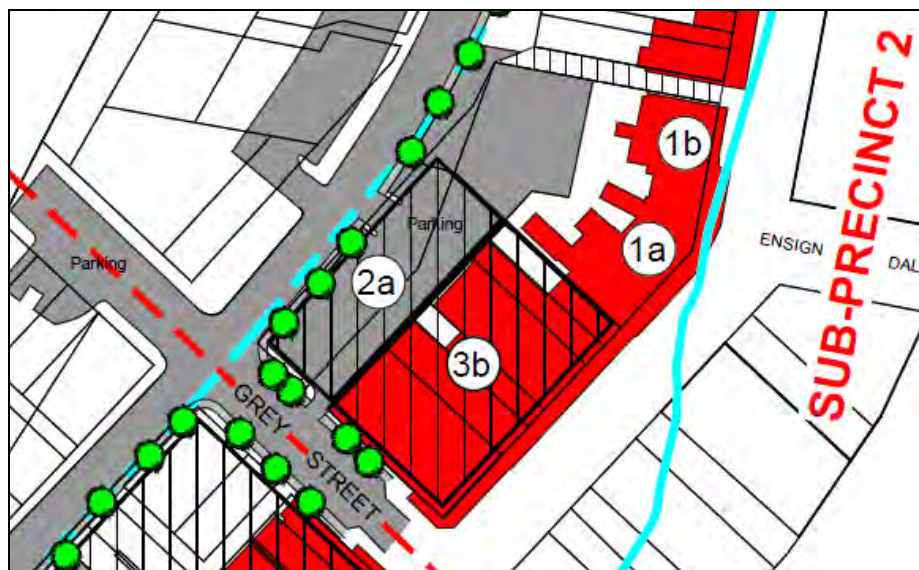 SUB-PRECINCT 2
1b
Parking
Parking
1a
ENSIGN DAL
2a
3b
GREY STREET